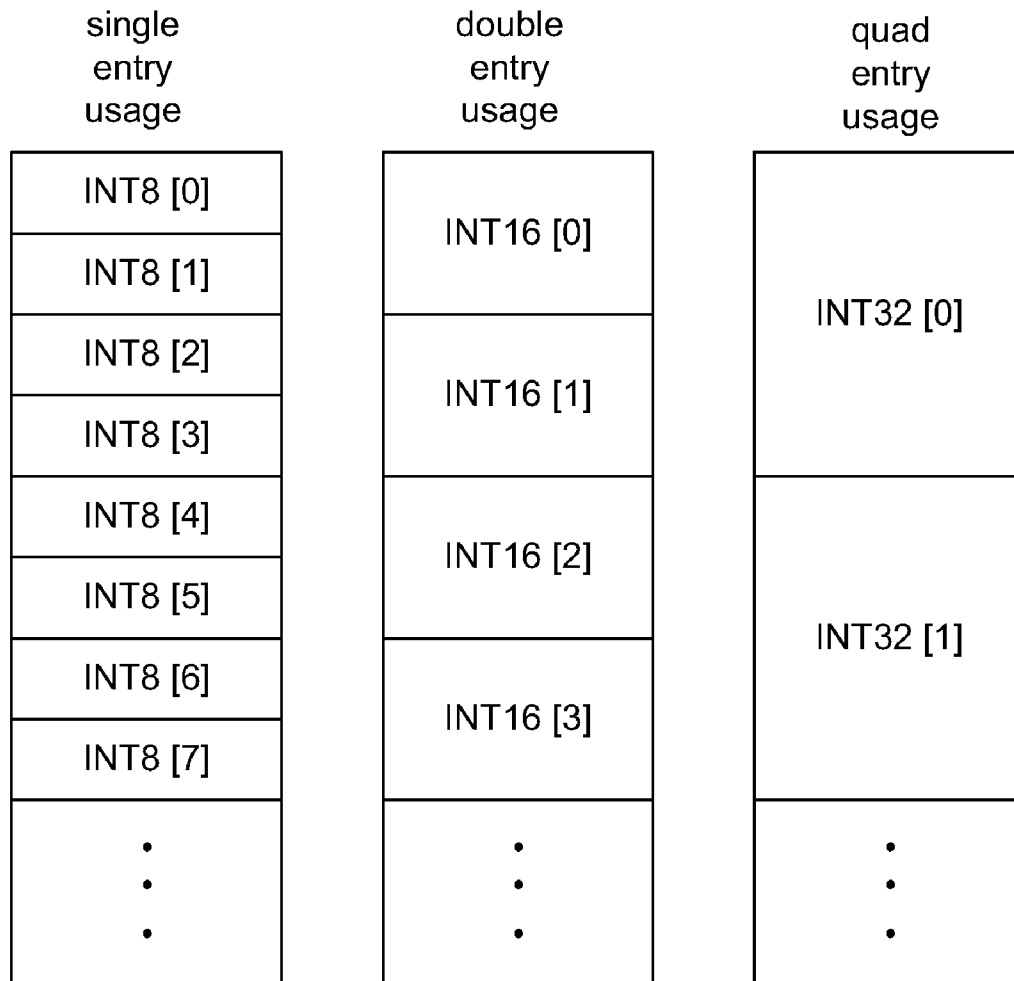 single
entry
usage
INT8 [0]
INT8 [1]
INT8 [2]
INT8 [3]
INT8 [4]
INT8 [5]
INT8 [6]
INT8 [7]
double
entry
usage
INT16 [0]
INT16 [1]
INT16 [2]
INT16 [3]
quad
entry
usage
INT32 [0]
INT32 [1]